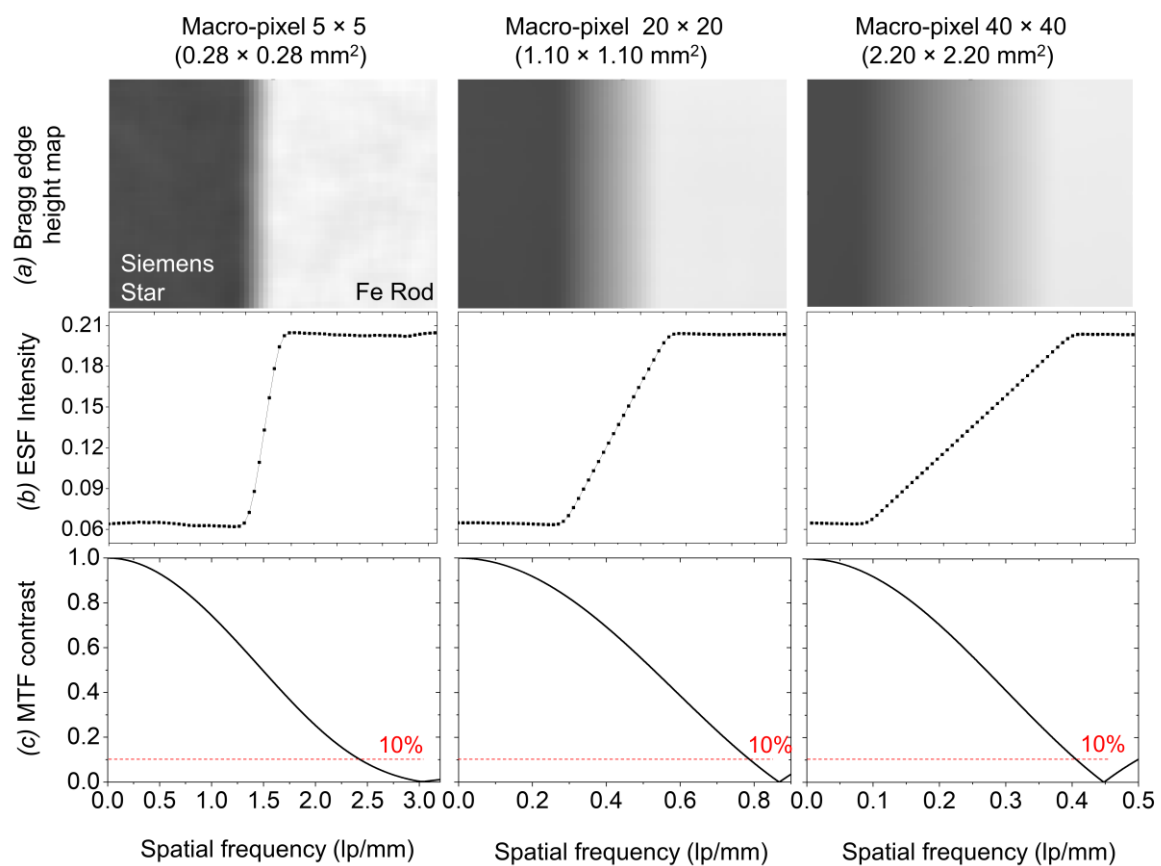 Macro-pixel 5 × 5
(0.28 × 0.28 mm²)
Macro-pixel 20 × 20
(1.10 × 1.10 mm²)
Macro-pixel 40 × 40
(2.20 × 2.20 mm²)
(a) Bragg edge
height map
Siemens
Star
Fe Rod
(b) ESF Intensity
0.21
0.18
0.15
0.12
0.09
0.06
(c) MTF contrast
1.0
0.8
0.6
0.4
0.2
0.0
10%
10%
10%
0.0 0.5 1.0 1.5 2.0 2.5 3.0
0.0 0.2 0.4 0.6 0.8
0.0 0.1 0.2 0.3 0.4 0.5
Spatial frequency (lp/mm)
Spatial frequency (lp/mm)
Spatial frequency (lp/mm)